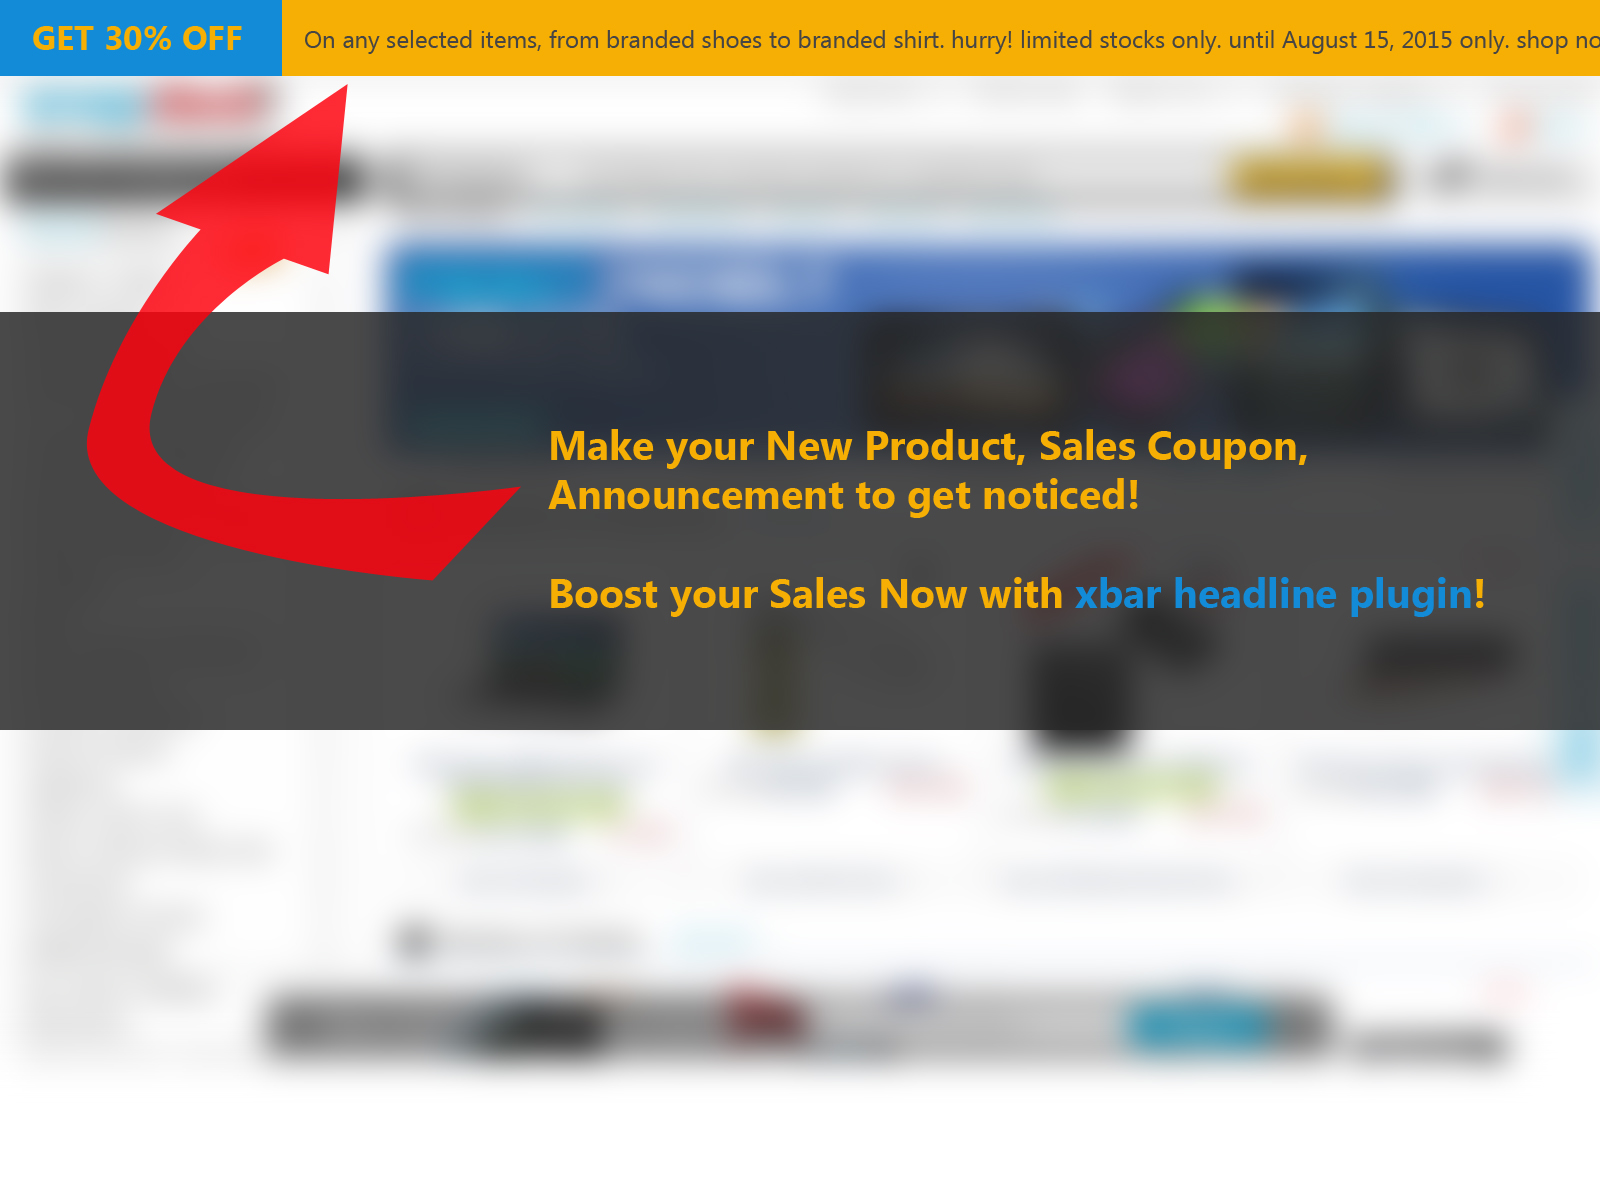 GET 30% OFF
On any selected items, from branded shoes to branded shirt. hurry! limited stocks only. until August 15, 2015 only. shop no
Make your New Product, Sales Coupon,
Announcement to get noticed!
Boost your Sales Now with xbar headline plugin!